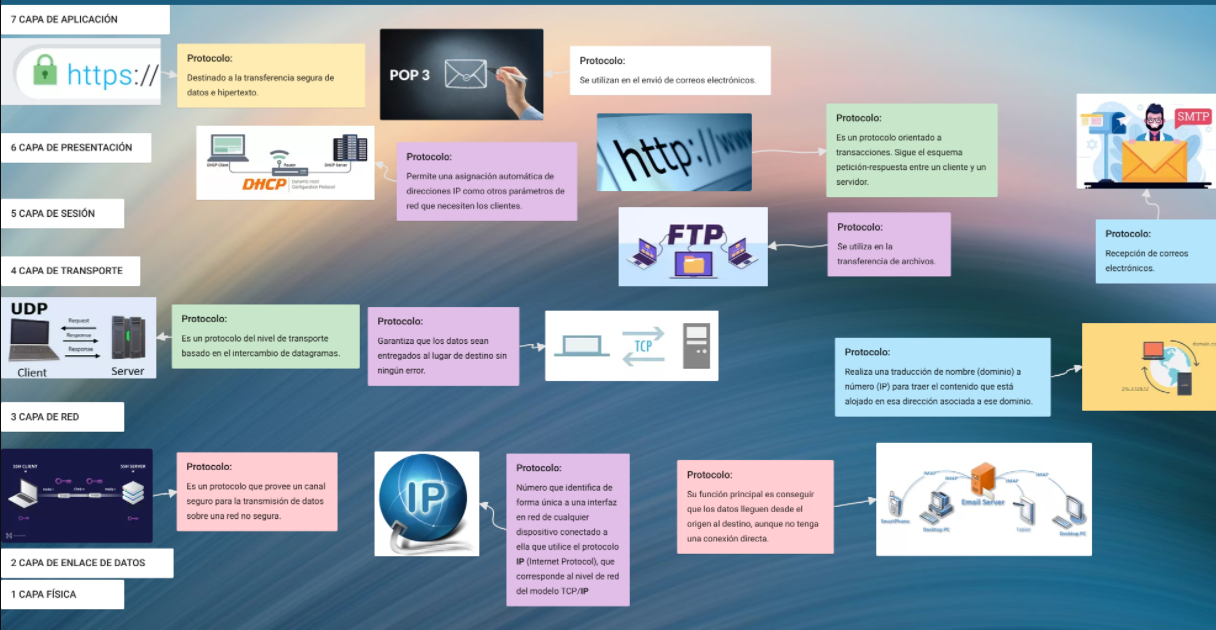 7 CAPA DE APLICACIÓN
https://
Protocolo:
Destinado a la transferencia segura de
datos e hipertexto.
POP 3
Protocolo:
Se utilizan en el envió de correos electrónicos.
6 CAPA DE PRESENTACIÓN
DHCP Client
Router
DHCP Server
DHCP
Dynamic Host
Configuration Protocol
Protocolo:
Permite una asignación automática de
direcciones IP como otros parámetros de
red que necesiten los clientes.
http://www
Protocolo:
Es un protocolo orientado a
transacciones. Sigue el esquema
petición-respuesta entre un cliente y un
servidor.
SMTP
5 CAPA DE SESIÓN
FTP
Protocolo:
Se utiliza en la
transferencia de archivos.
Protocolo:
Recepción de correos
electrónicos.
4 CAPA DE TRANSPORTE
UDP
Request
Response
Response
Client
Server
Protocolo:
Es un protocolo del nivel de transporte
basado en el intercambio de datagramas.
Protocolo:
Garantiza que los datos sean
entregados al lugar de destino sin
ningún error.
TCP
Protocolo:
Realiza una traducción de nombre (dominio) a
número (IP) para traer el contenido que está
alojado en esa dirección asociada a ese dominio.
3 CAPA DE RED
SSH CLIENT
SSH SERVER
Protocolo:
Es un protocolo que provee un canal
seguro para la transmisión de datos
sobre una red no segura.
IP
Protocolo:
Número que identifica de
forma única a una interfaz
en red de cualquier
dispositivo conectado a
ella que utilice el protocolo
IP (Internet Protocol), que
corresponde al nivel de red
del modelo TCP/IP
Protocolo:
Su función principal es conseguir
que los datos lleguen desde el
origen al destino, aunque no tenga
una conexión directa.
IMAP
IMAP
IMAP
IMAP
Email Server
SmartPhone
Desktop PC
Tablet
Desktop PC
2 CAPA DE ENLACE DE DATOS
1 CAPA FÍSICA